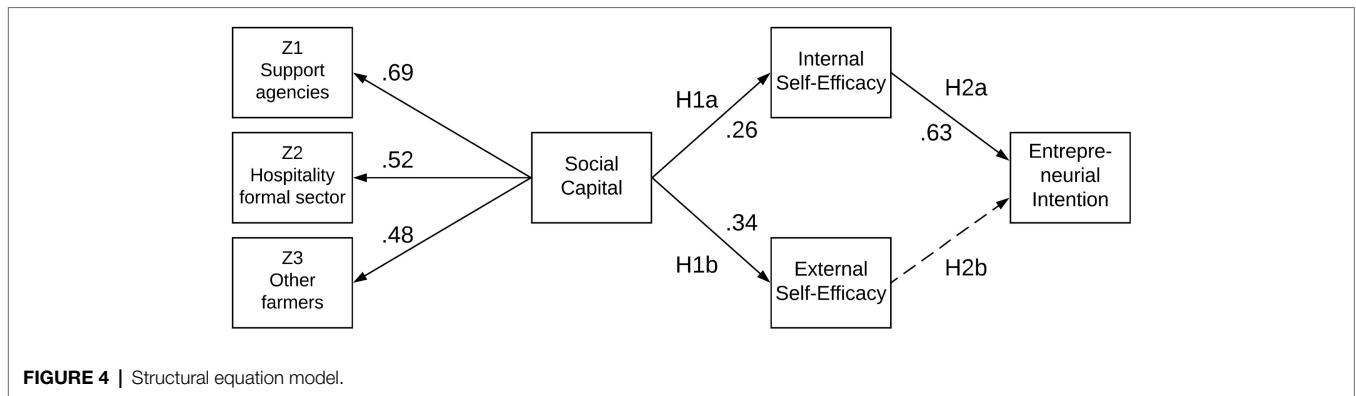 Z1
Support
agencies
.69
Z2
Hospitality
formal sector
.52
Z3
Other
farmers
.48
Social
Capital
H1a
.26
.34
H1b
Internal
Self-Efficacy
External
Self-Efficacy
H2a
.63
H2b
Entrepre-
neurial
Intention
FIGURE 4 | Structural equation model.